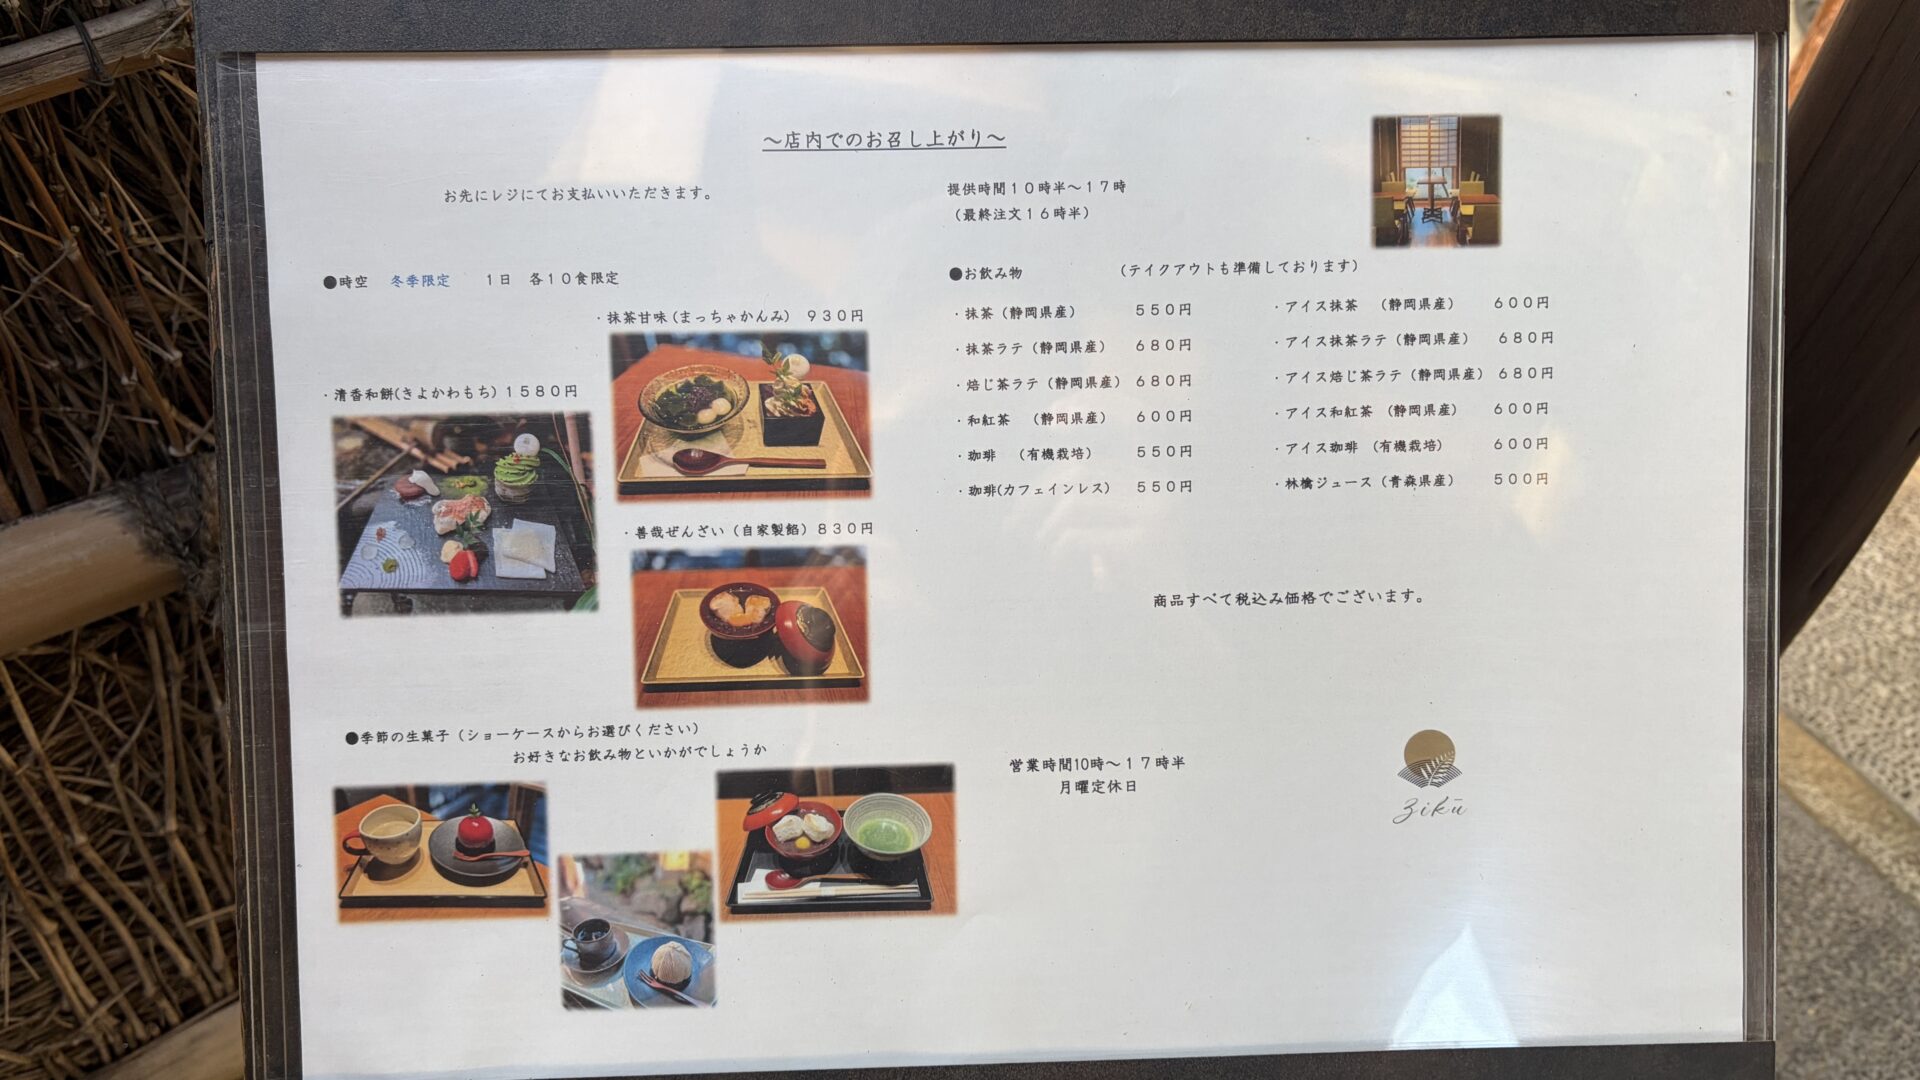 ～店内でのお召し上がり～
お先にレジにてお支払いいただきます。
提供時間１０時半～１７時
（最終注文１６時半）
●時空 冬季限定 １日 各１０食限定
・抹茶甘味(まっちゃかんみ) ９３０円
・清香和餅(きよかわもち) １５８０円
・善哉ぜんざい（自家製餡）８３０円
●季節の生菓子（ショーケースからお選びください）
お好きなお飲み物といかがでしょうか
●お飲み物 （テイクアウトも準備しております）
・抹茶（静岡県産） ５５０円
・抹茶ラテ（静岡県産） ６８０円
・焙じ茶ラテ（静岡県産） ６８０円
・和紅茶 （静岡県産） ６００円
・珈琲 （有機栽培） ５５０円
・珈琲(カフェインレス) ５５０円
・アイス抹茶 （静岡県産） ６００円
・アイス抹茶ラテ（静岡県産） ６８０円
・アイス焙じ茶ラテ（静岡県産） ６８０円
・アイス和紅茶 （静岡県産） ６００円
・アイス珈琲 （有機栽培） ６００円
・林檎ジュース（青森県産） ５００円
商品すべて税込み価格でございます。
営業時間10時～１７時半
月曜定休日
zikū